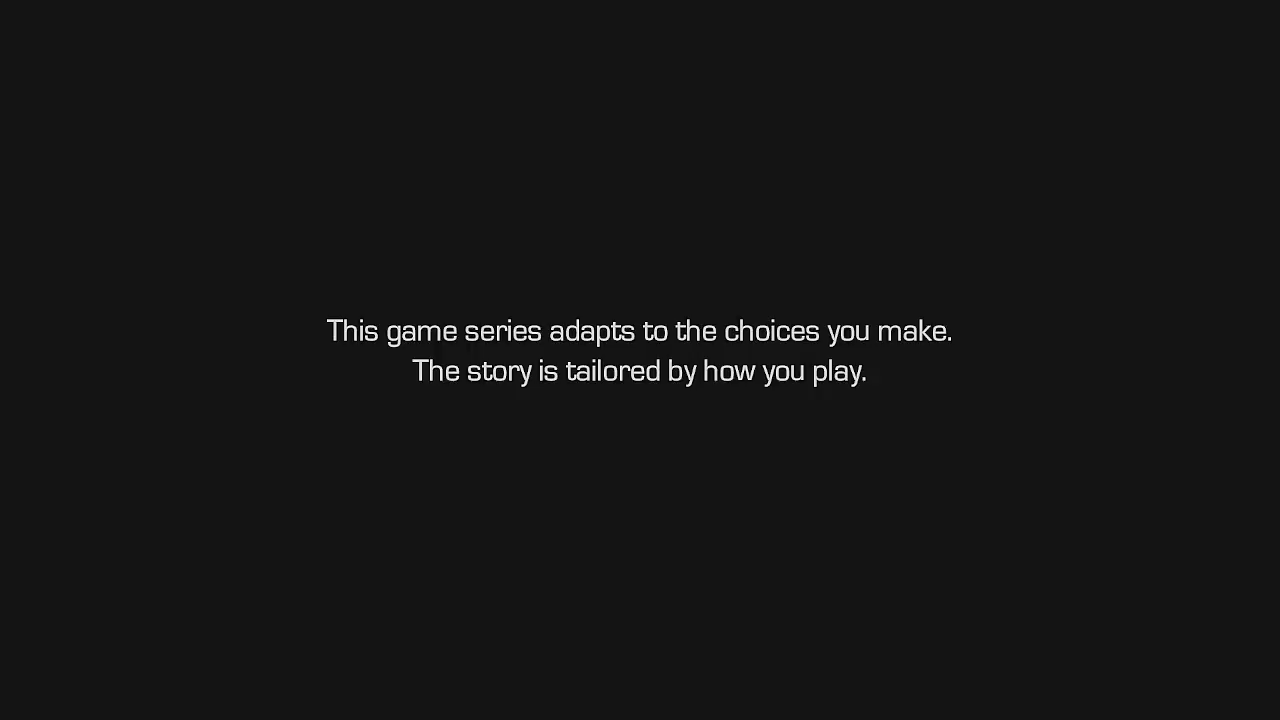 This game series adapts to the choices you make.
The story is tailored by how you play.